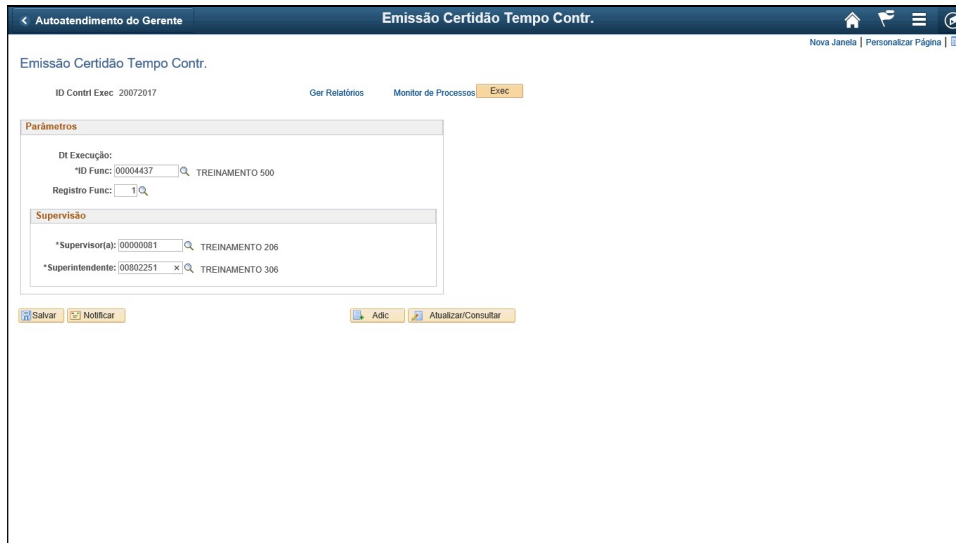 Autoatendimento do Gerente Emissão Certidão Tempo Contr.
Nova Janela | Personalizar Página |
Emissão Certidão Tempo Contr.
ID Contrl Exec 20072017 Ger Relatórios Monitor de Processos Exec
Parâmetros
Dt Execução:
*ID Func: 00004437 TREINAMENTO 500
Registro Func: 1
Supervisão
*Supervisor(a): 00000081 TREINAMENTO 206
*Superintendente: 00802251 × TREINAMENTO 306
Salvar Notificar Adic Atualizar/Consultar